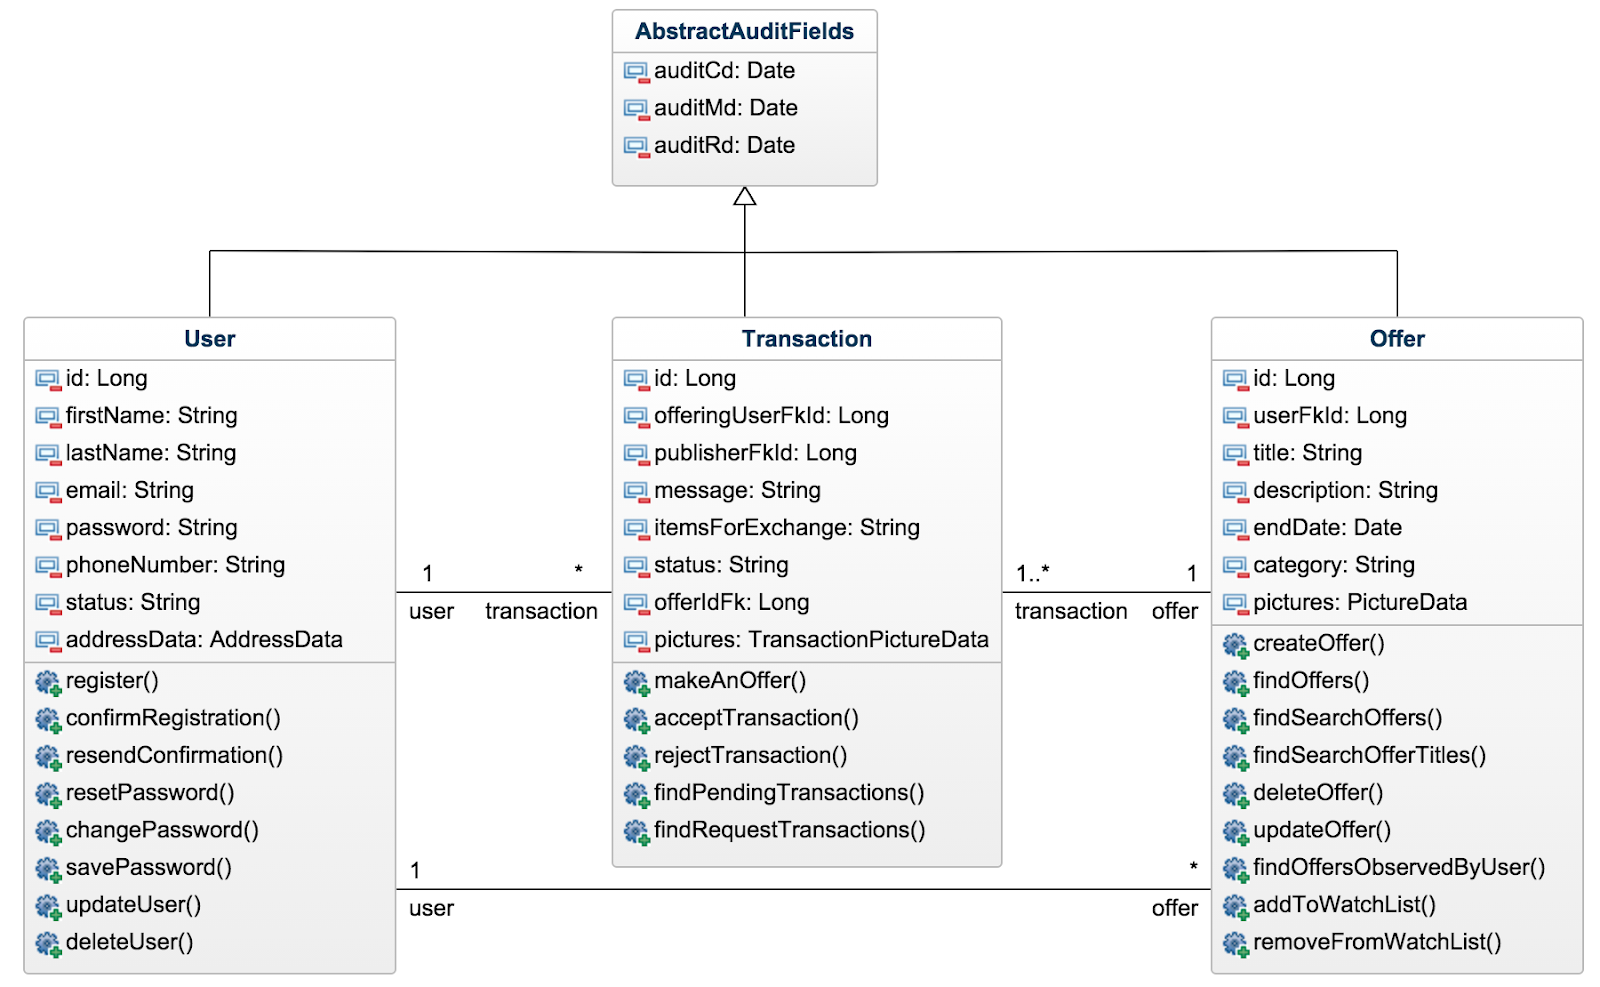 AbstractAuditFields
auditCd: Date
auditMd: Date
auditRd: Date
User
id: Long
firstName: String
lastName: String
email: String
password: String
phoneNumber: String
status: String
addressData: AddressData
register()
confirmRegistration()
resendConfirmation()
resetPassword()
changePassword()
savePassword()
updateUser()
deleteUser()
1
user
*
transaction
Transaction
id: Long
offeringUserFkId: Long
publisherFkId: Long
message: String
itemsForExchange: String
status: String
offerIdFk: Long
pictures: TransactionPictureData
makeAnOffer()
acceptTransaction()
rejectTransaction()
findPendingTransactions()
findRequestTransactions()
1..*
transaction
1
offer
Offer
id: Long
userFkId: Long
title: String
description: String
endDate: Date
category: String
pictures: PictureData
createOffer()
findOffers()
findSearchOffers()
findSearchOfferTitles()
deleteOffer()
updateOffer()
findOffersObservedByUser()
addToWatchList()
removeFromWatchList()
1
user
*
offer